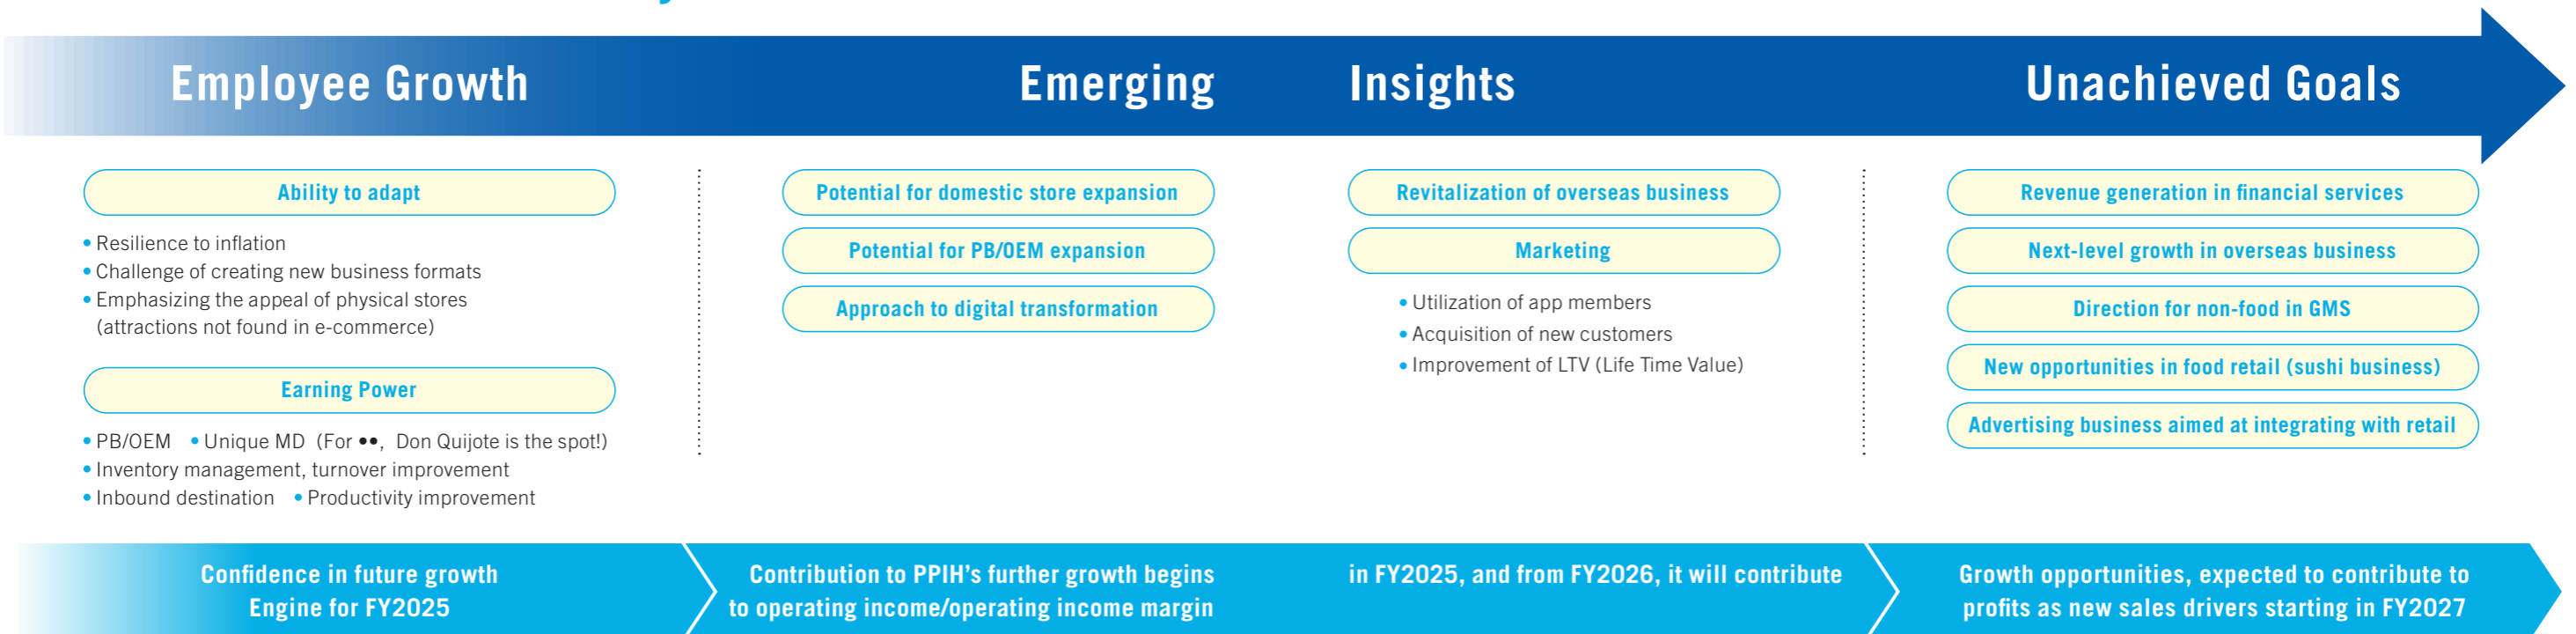 Employee Growth
Emerging Insights
Unachieved Goals
Ability to adapt
• Resilience to inflation
• Challenge of creating new business formats
• Emphasizing the appeal of physical stores
(attractions not found in e-commerce)
Earning Power
• PB/OEM • Unique MD (For ●●, Don Quijote is the spot!)
• Inventory management, turnover improvement
• Inbound destination • Productivity improvement
Potential for domestic store expansion
Potential for PB/OEM expansion
Approach to digital transformation
Revitalization of overseas business
Marketing
• Utilization of app members
• Acquisition of new customers
• Improvement of LTV (Life Time Value)
Revenue generation in financial services
Next-level growth in overseas business
Direction for non-food in GMS
New opportunities in food retail (sushi business)
Advertising business aimed at integrating with retail
Confidence in future growth
Engine for FY2025
Contribution to PPIH's further growth begins in FY2025, and from FY2026, it will contribute
to operating income/operating income margin
Growth opportunities, expected to contribute to
profits as new sales drivers starting in FY2027